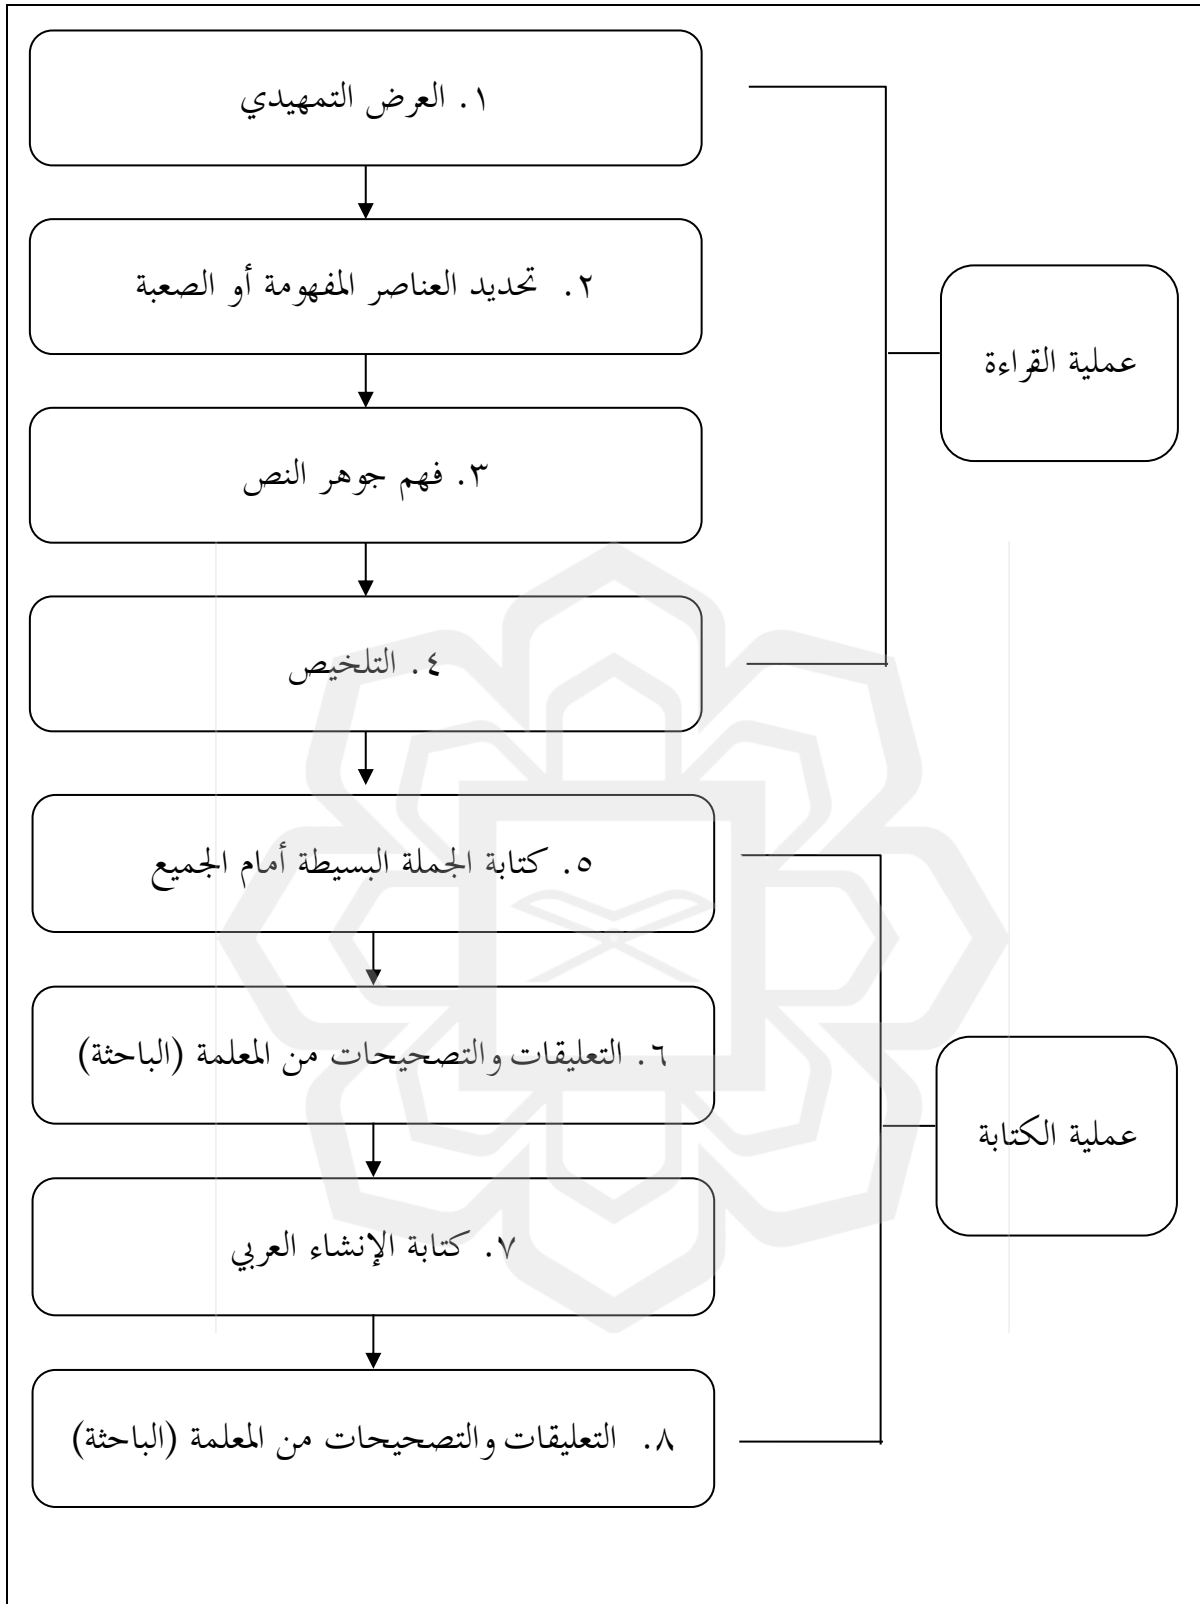 ١. العرض التمهيدي
٢. تحديد العناصر المفهومة أو الصعبة
عملية القراءة
٣. فهم جوهر النص
٤. التلخيص
٥. كتابة الجملة البسيطة أمام الجميع
٦. التعليقات والتصحيحات من المعلمة (الباحثة)
عملية الكتابة
٧. كتابة الإنشاء العربي
٨. التعليقات والتصحيحات من المعلمة (الباحثة)